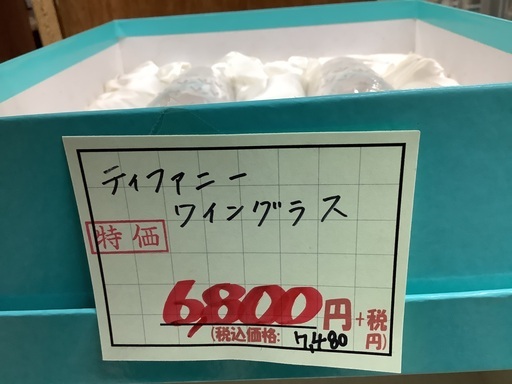 ティファニー
ワイングラス
特価
6,800円+税
(税込価格: 7,480円)